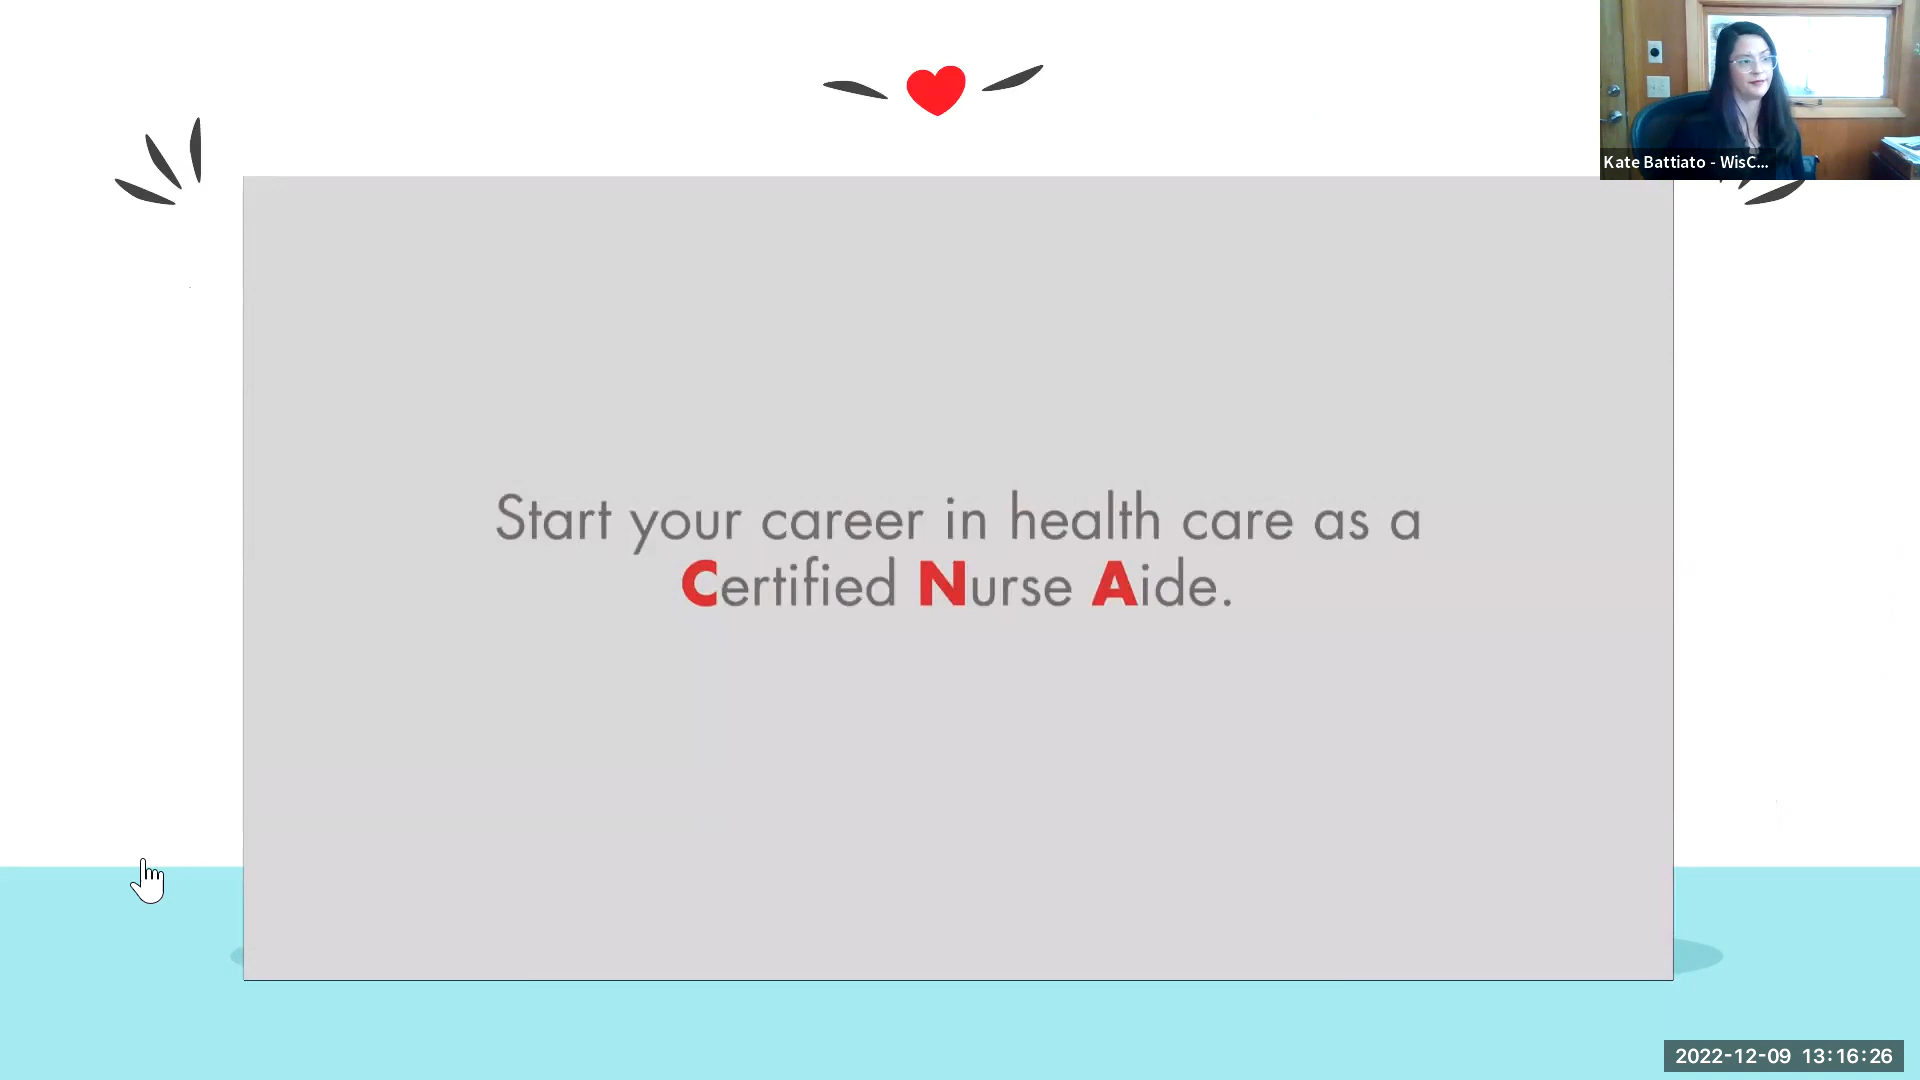 Kate Battiato - WisC...
Start your career in health care as a
Certified Nurse Aide.
2022-12-09 13:16:26